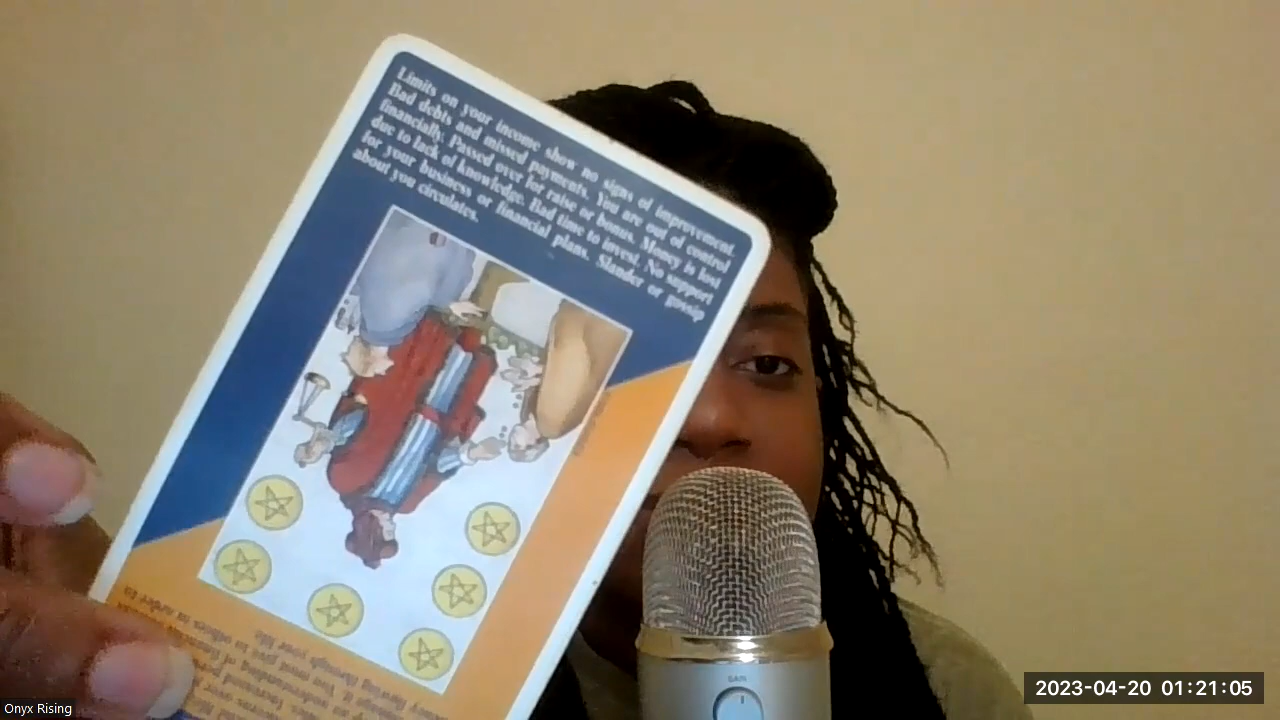 Limits on your income show no signs of improvement.
Bad debts and missed payments. You are out of control
financially. Passed over for raise or bonus. Money is lost
due to lack of knowledge. Bad time to invest. No support
for your business or financial plans. Slander or gossip
about you circulates.
GAIN
Onyx Rising
2023-04-20 01:21:05